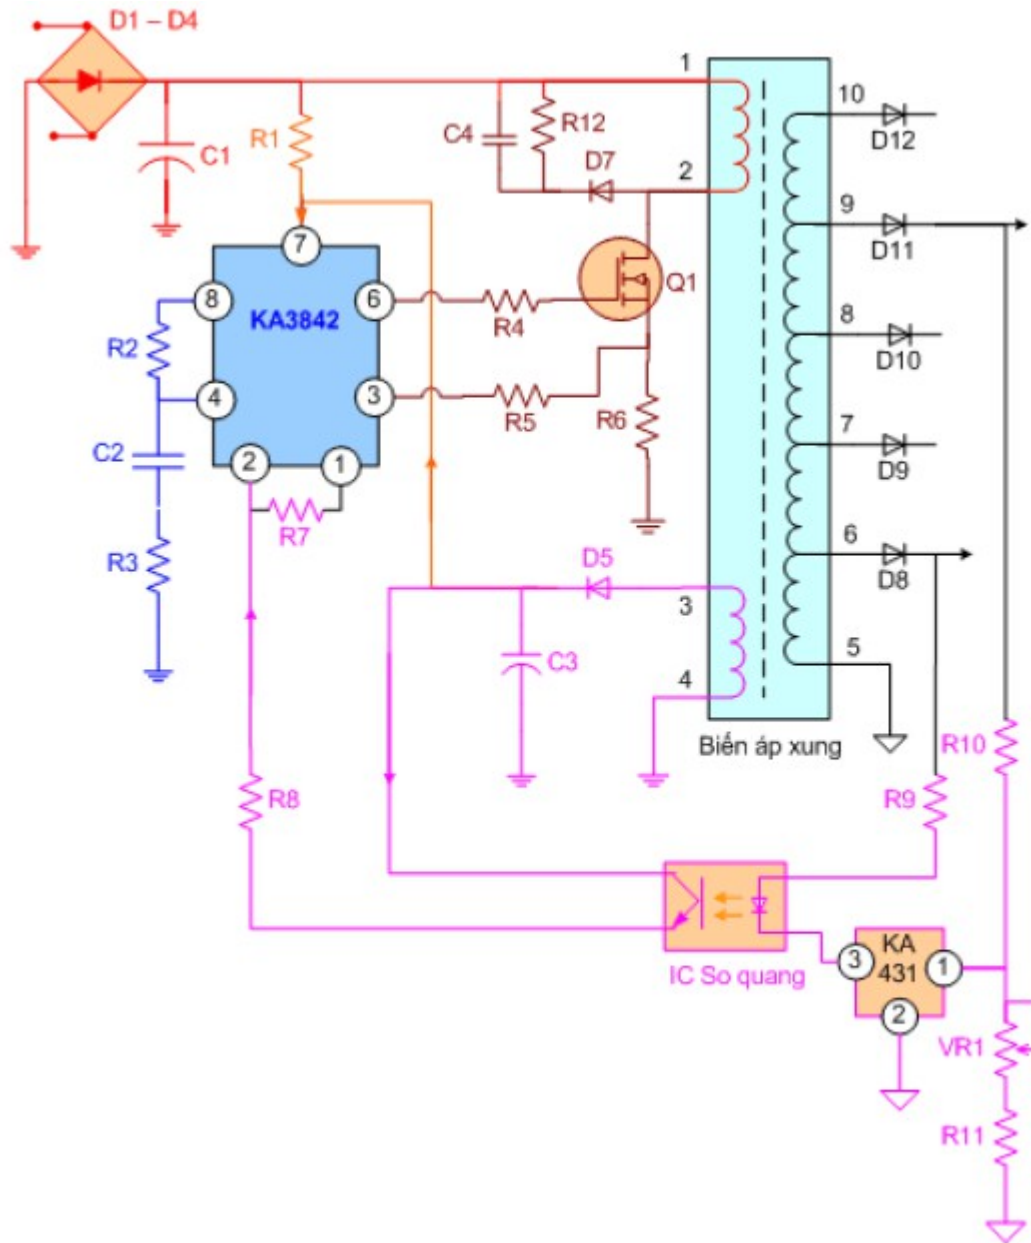 D1 – D4
1
10
D12
R1
C1
C4
R12
D7
2
9
D11
7
8
KA3842
6
R4
Q1
8
D10
R2
4
3
R5
R6
7
D9
C2
2
1
R7
R3
D5
3
6
D8
C3
4
5
Biến áp xung
R10
R8
R9
IC So quang
KA
431
3
1
2
VR1
R11